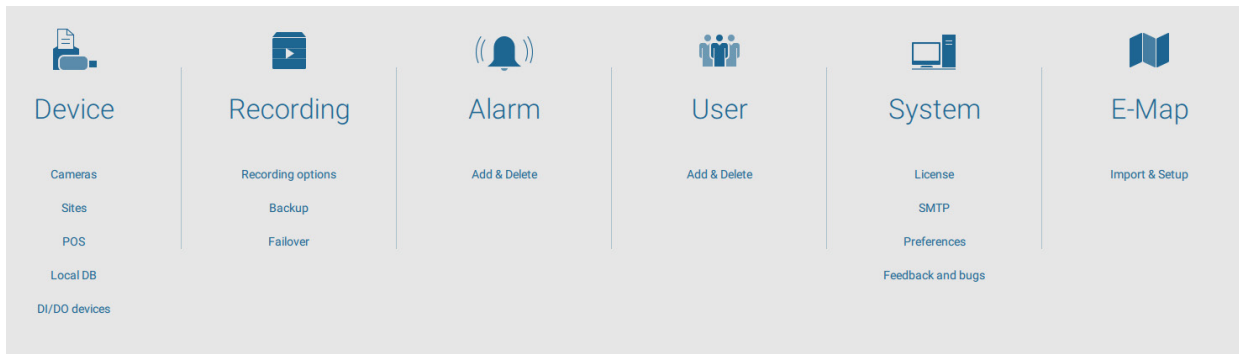 Device
Cameras
Sites
POS
Local DB
DI/DO devices
Recording
Recording options
Backup
Failover
Alarm
Add & Delete
User
Add & Delete
System
License
SMTP
Preferences
Feedback and bugs
E-Map
Import & Setup